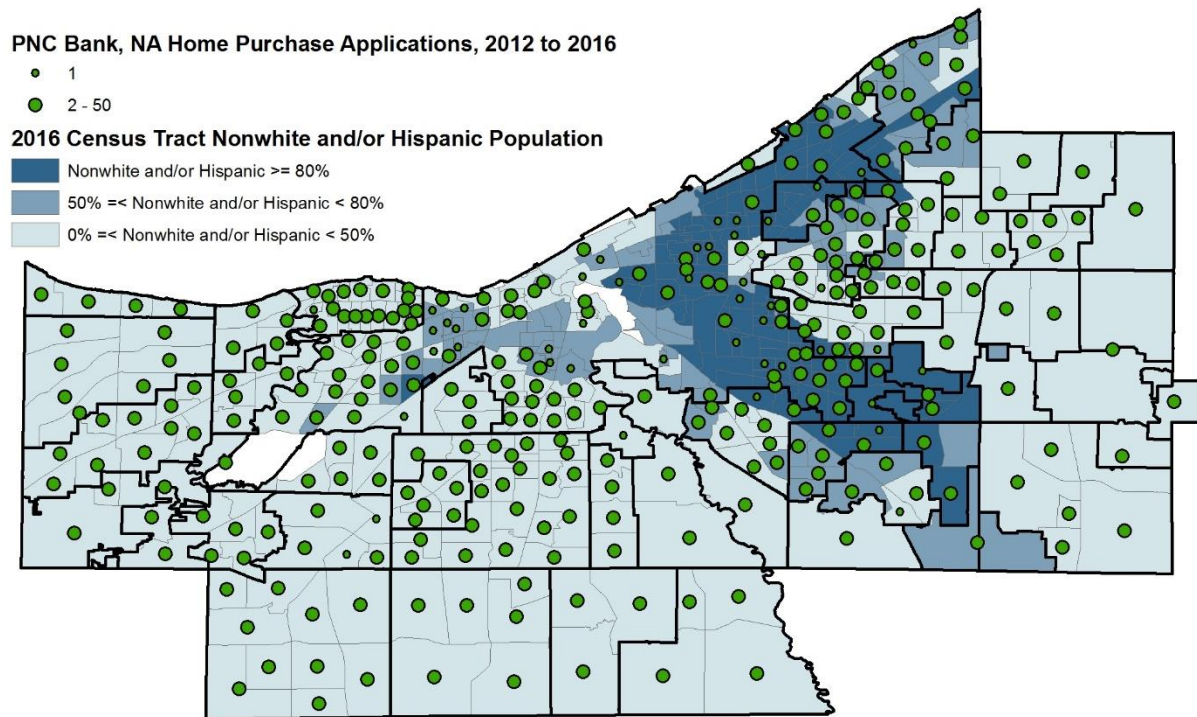 PNC Bank, NA Home Purchase Applications, 2012 to 2016
1
2 - 50
2016 Census Tract Nonwhite and/or Hispanic Population
Nonwhite and/or Hispanic >= 80%
50% =< Nonwhite and/or Hispanic < 80%
0% =< Nonwhite and/or Hispanic < 50%